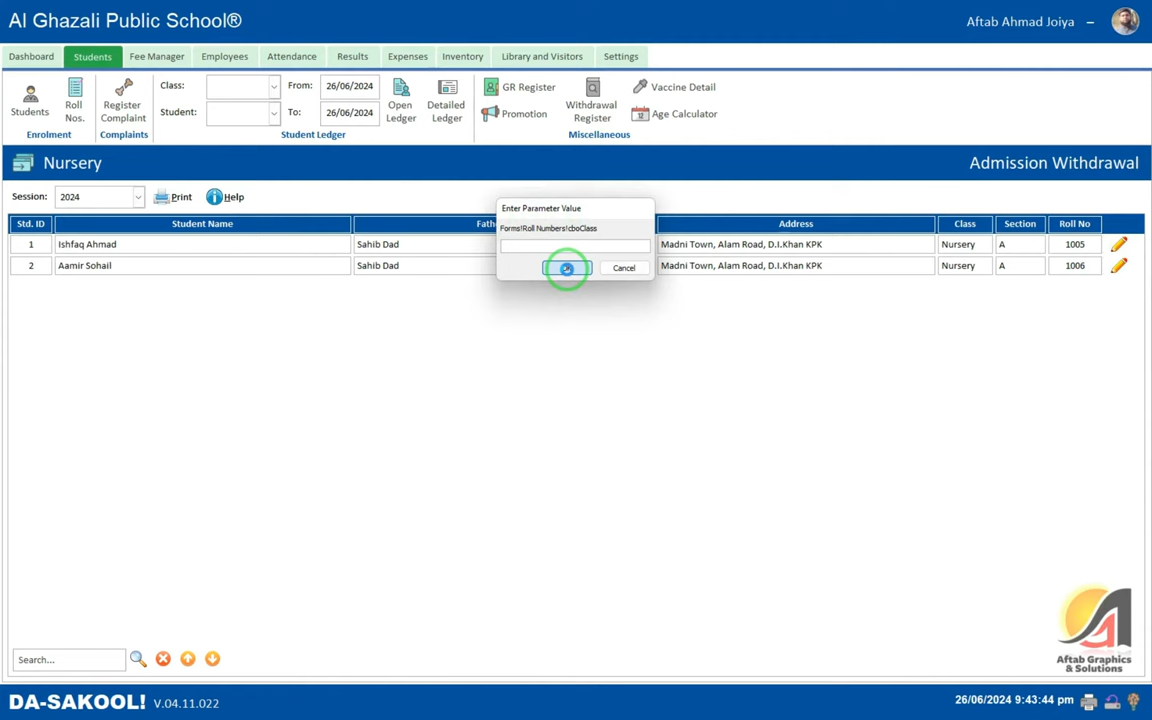 Al Ghazali Public School®
Aftab Ahmad Joiya
Dashboard Students Fee Manager Employees Attendance Results Expenses Inventory Library and Visitors Settings
Class: From: 26/06/2024
Students
Roll Nos.
Register Complaint
Student: To: 26/06/2024
Open Ledger
Detailed Ledger
GR Register
Promotion
Withdrawal Register
Vaccine Detail
12 Age Calculator
Enrolment Complaints Student Ledger Miscellaneous
Nursery Admission Withdrawal
Session: 2024 Print Help
Enter Parameter Value
Forms!Roll Numbers!cboClass
Cancel
Std. ID Student Name Address Class Section Roll No
1 Ishfaq Ahmad Sahib Dad Madni Town, Alam Road, D.I.Khan KPK Nursery A 1005
2 Aamir Sohail Sahib Dad Madni Town, Alam Road, D.I.Khan KPK Nursery A 1006
Search...
Aftab Graphics
& Solutions
DA-SAKOOL! V.04.11.022 26/06/2024 9:43:44 pm